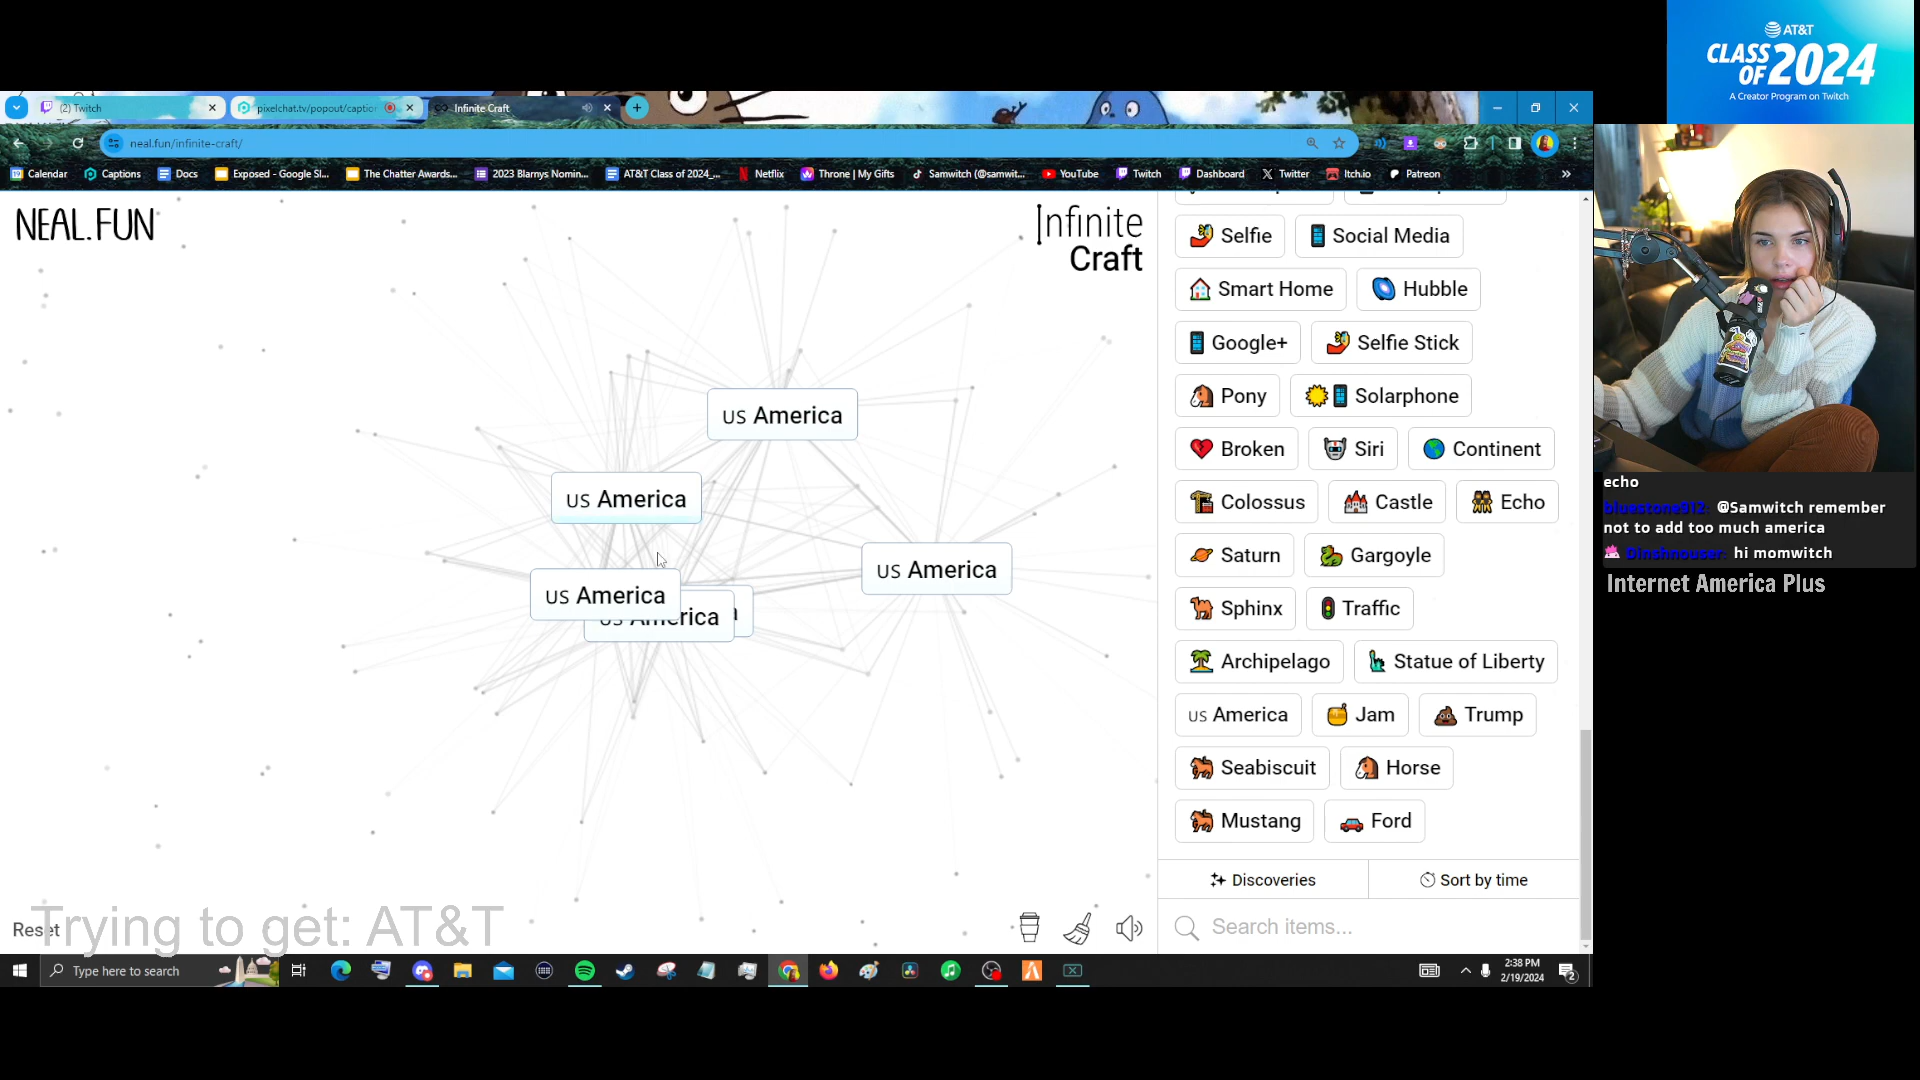 AT&T
CLASS
OF 2024
A Creator Program on Twitch
(2) Twitch
pixelchat.tv/popout/captio
Infinite Craft
neal.fun/infinite-craft/
Calendar
Captions
Docs
Exposed - Google Sl...
The Chatter Awards...
2023 Blarnys Nomin...
AT&T Class of 2024_...
Netflix
Throne | My Gifts
Samwitch (@samwit...
YouTube
Twitch
Dashboard
Twitter
Itch.io
Patreon
NEAL.FUN
Infinite
Craft
US America
US America
US America
US America
US America
Selfie
Social Media
Smart Home
Hubble
Google+
Selfie Stick
Pony
Solarphone
Broken
Siri
Continent
Colossus
Castle
Echo
Saturn
Gargoyle
Sphinx
Traffic
Archipelago
Statue of Liberty
US America
Jam
Trump
Seabiscuit
Horse
Mustang
Ford
Discoveries
Sort by time
Search items...
Reset
Trying to get: AT&T
echo
bluestone912: @Samwitch remember
not to add too much america
Dinshnouser: hi momwitch
Internet America Plus
Type here to search
2:38 PM
2/19/2024
2